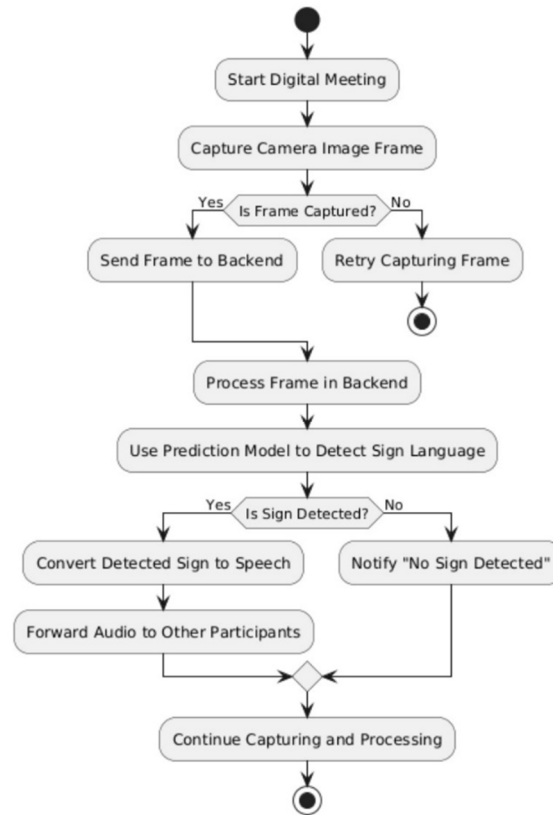 Start Digital Meeting
Capture Camera Image Frame
Yes
Is Frame Captured?
No
Send Frame to Backend
Retry Capturing Frame
Process Frame in Backend
Use Prediction Model to Detect Sign Language
Yes
Is Sign Detected?
No
Convert Detected Sign to Speech
Notify "No Sign Detected"
Forward Audio to Other Participants
Continue Capturing and Processing